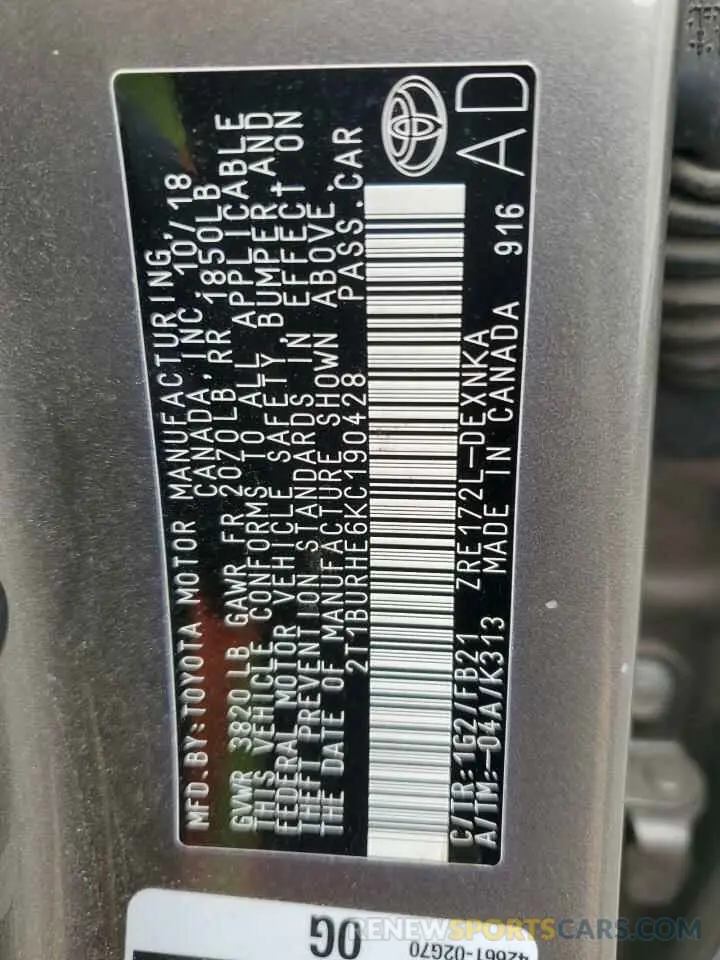 MFD.BY:TOYOTA MOTOR MANUFACTURING,
CANADA, INC. 10/18
GVWR 3820LB GAWR FR 2070LB, RR 1850LB
THIS VEHICLE CONFORMS TO ALL APPLICABLE
FEDERAL MOTOR VEHICLE SAFETY, BUMPER, AND
THEFT PREVENTION STANDARDS IN EFFECT ON
THE DATE OF MANUFACTURE SHOWN ABOVE.
2T1BURHE6KC190428 PASS.CAR
C/TR:1G2/FB21 ZRE172L-DEXNKA AD
A/TM:-04A/K313 MADE IN CANADA 916
42661-02G70
0G
RENEWSPORTSCARS.COM